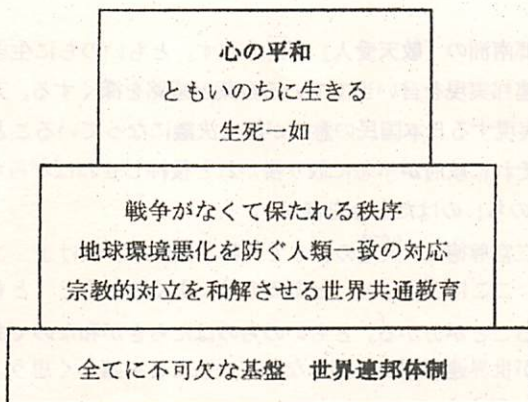 心の平和
ともいのちに生きる
生死一如
戦争がなくて保たれる秩序
地球環境悪化を防ぐ人類一致の対応
宗教的対立を和解させる世界共通教育
全てに不可欠な基盤　世界連邦体制